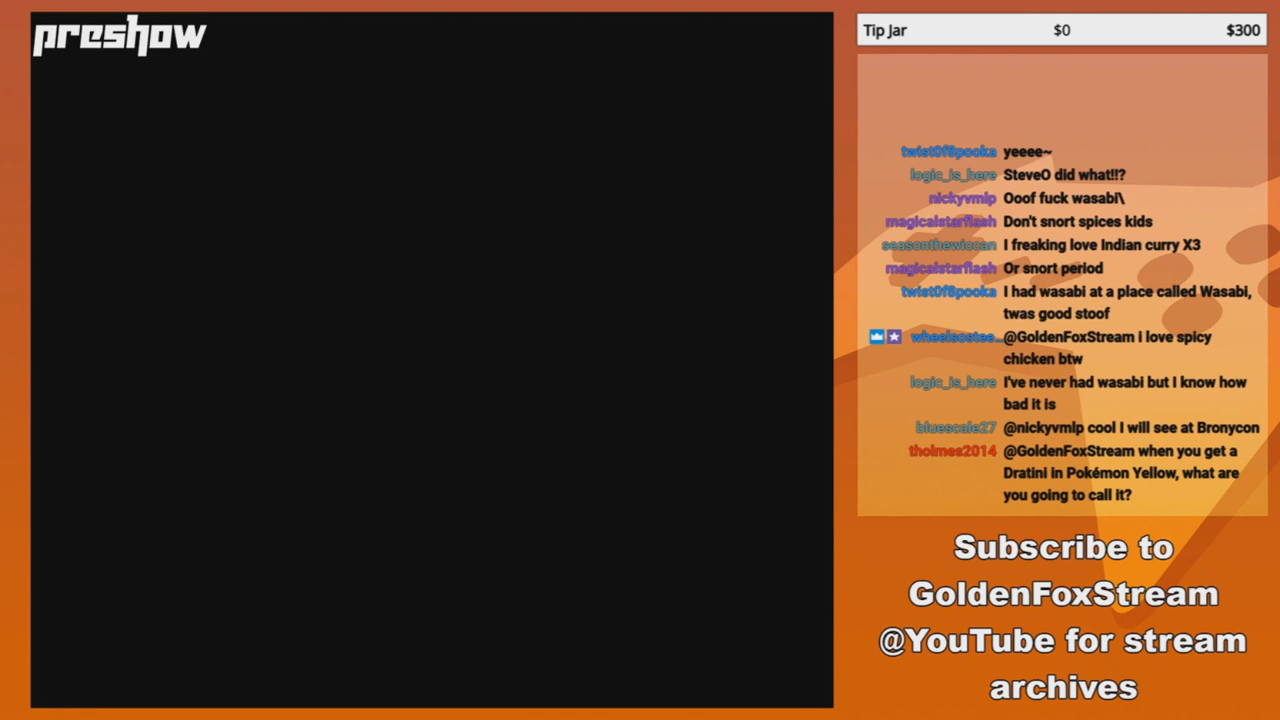 preshow
Tip Jar $0 $300
twist0f8pooka yeeee~
logic_is_here SteveO did what!!?
nickyvmlp Ooof fuck wasabi\
magicalstarflash Don't snort spices kids
seasonthewiccan I freaking love Indian curry X3
magicalstarflash Or snort period
twist0f8pooka I had wasabi at a place called Wasabi,
twas good stoof
wheelsostee... @GoldenFoxStream i love spicy
chicken btw
logic_is_here I've never had wasabi but I know how
bad it is
bluescale27 @nickyvmlp cool I will see at Bronycon
tholmes2014 @GoldenFoxStream when you get a
Dratini in Pokémon Yellow, what are
you going to call it?
Subscribe to
GoldenFoxStream
@YouTube for stream
archives